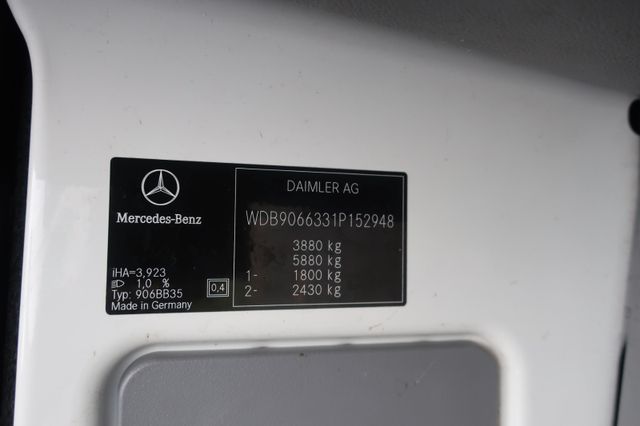 DAIMLER AG
Mercedes-Benz
WDB9066331P152948
3880 kg
5880 kg
1- 1800 kg
2- 2430 kg
iHA=3,923
1,0 %
Typ: 906BB35
0,4
Made in Germany